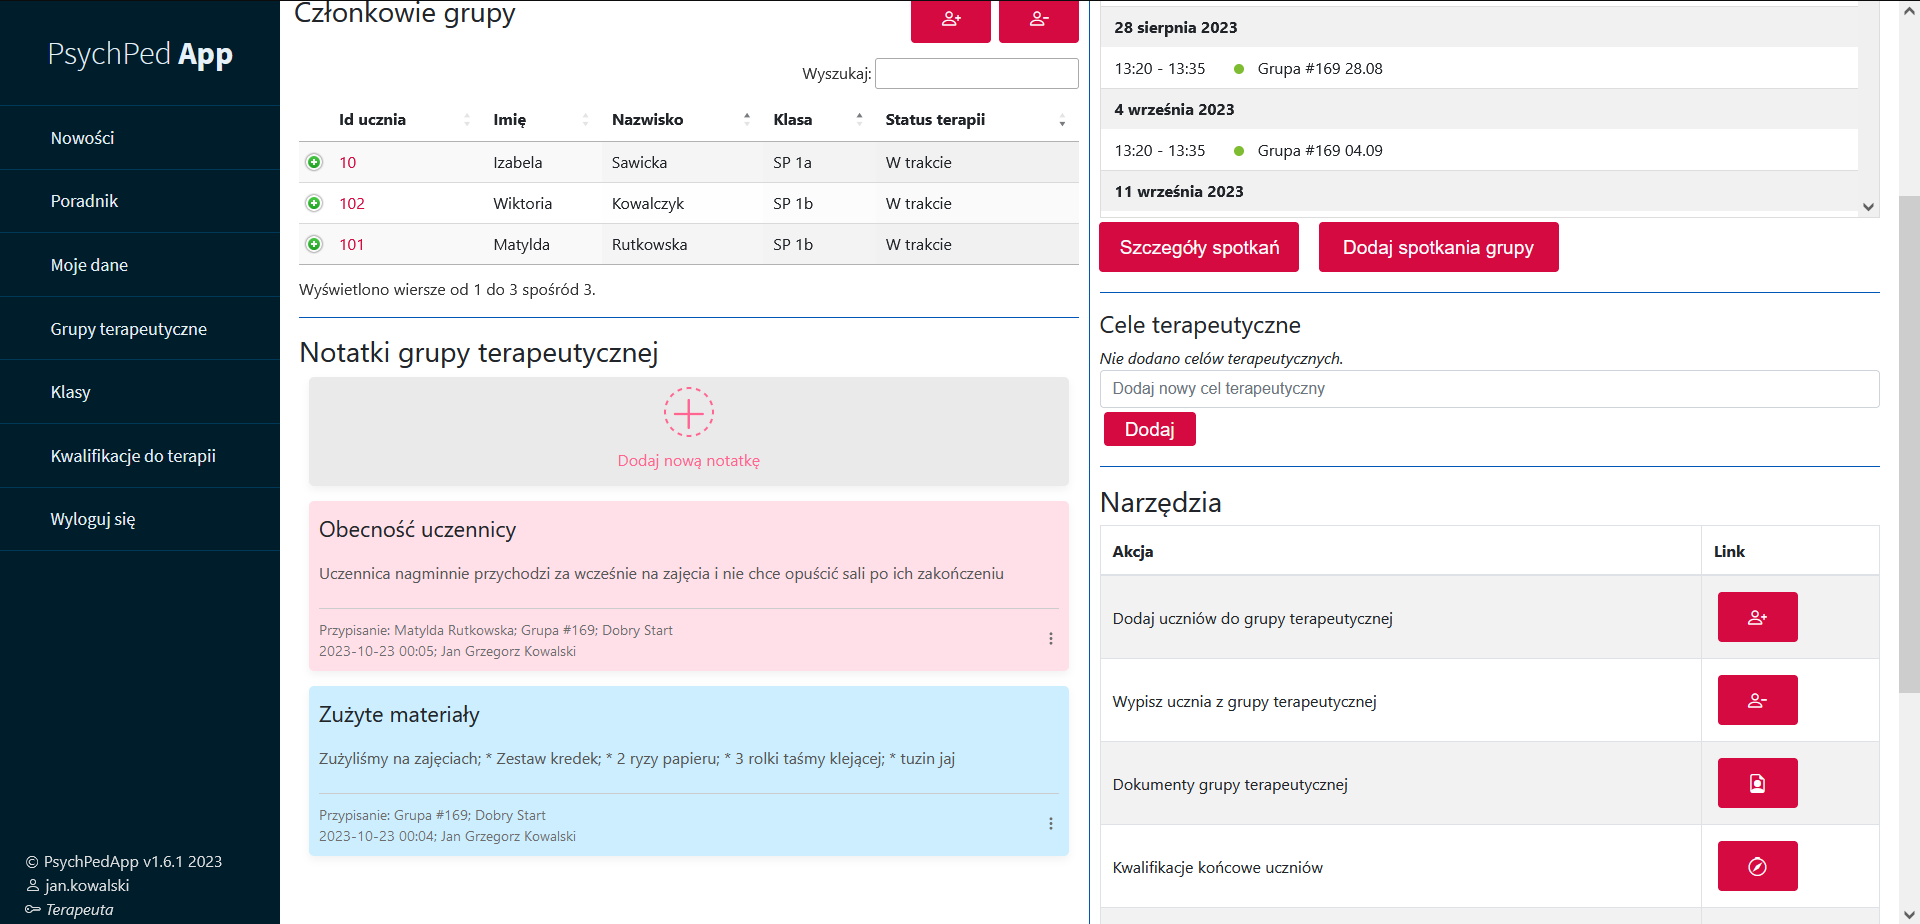 PsychPed App
Nowości
Poradnik
Moje dane
Grupy terapeutyczne
Klasy
Kwalifikacje do terapii
Wyloguj się
© PsychPedApp v1.6.1 2023
jan.kowalski
Terapeuta
Członkowie grupy
Wyszukaj:
Id ucznia Imię Nazwisko Klasa Status terapii
10 Izabela Sawicka SP 1a W trakcie
102 Wiktoria Kowalczyk SP 1b W trakcie
101 Matylda Rutkowska SP 1b W trakcie
Wyświetlono wiersze od 1 do 3 spośród 3.
Notatki grupy terapeutycznej
Dodaj nową notatkę
Obecność uczennicy
Uczennica nagminnie przychodzi za wcześnie na zajęcia i nie chce opuścić sali po ich zakończeniu
Przypisanie: Matylda Rutkowska; Grupa #169; Dobry Start
2023-10-23 00:05; Jan Grzegorz Kowalski
Zużyte materiały
Zużyliśmy na zajęciach; * Zestaw kredek; * 2 ryzy papieru; * 3 rolki taśmy klejącej; * tuzin jaj
Przypisanie: Grupa #169; Dobry Start
2023-10-23 00:04; Jan Grzegorz Kowalski
28 sierpnia 2023
13:20 - 13:35 Grupa #169 28.08
4 września 2023
13:20 - 13:35 Grupa #169 04.09
11 września 2023
Szczegóły spotkań Dodaj spotkania grupy
Cele terapeutyczne
Nie dodano celów terapeutycznych.
Dodaj nowy cel terapeutyczny
Dodaj
Narzędzia
Akcja Link
Dodaj uczniów do grupy terapeutycznej
Wypisz ucznia z grupy terapeutycznej
Dokumenty grupy terapeutycznej
Kwalifikacje końcowe uczniów